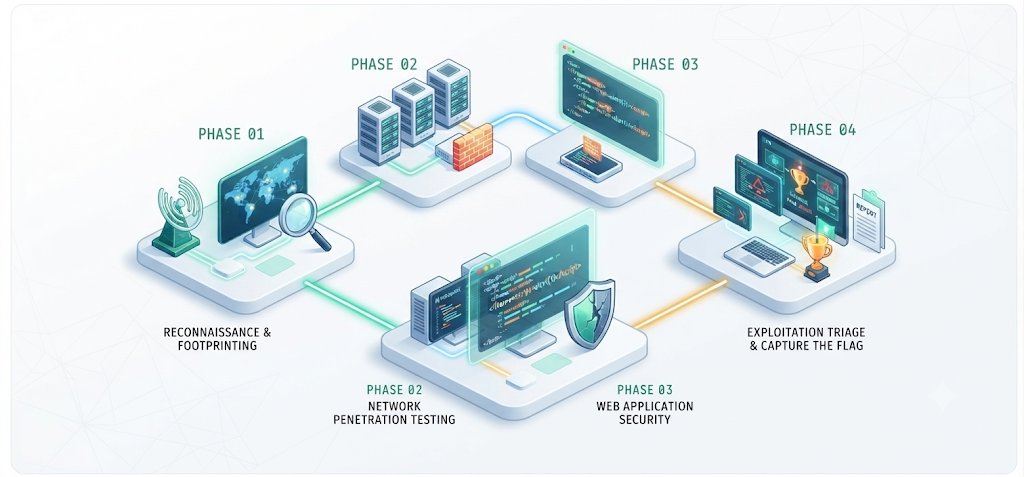 PHASE 02
PHASE 03
PHASE 01
PHASE 04
REPORT
RECONNAISSANCE &
FOOTPRINTING
EXPLOITATION TRIAGE
& CAPTURE THE FLAG
PHASE 02
NETWORK
PENETRATION TESTING
PHASE 03
WEB APPLICATION
SECURITY